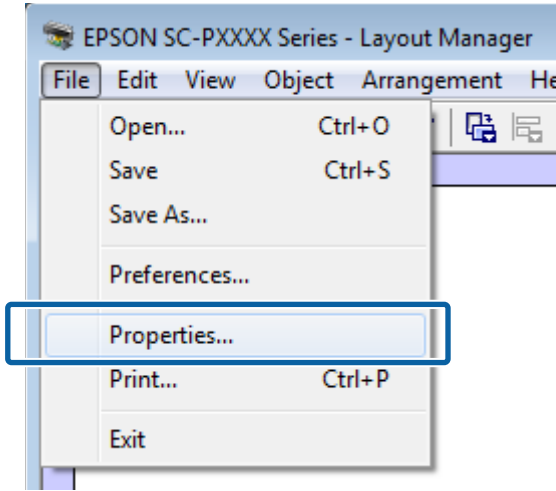 EPSON SC-PXXXX Series - Layout Manager
File Edit View Object Arrangement He
Open... Ctrl+O
Save Ctrl+S
Save As...
Preferences...
Properties...
Print... Ctrl+P
Exit